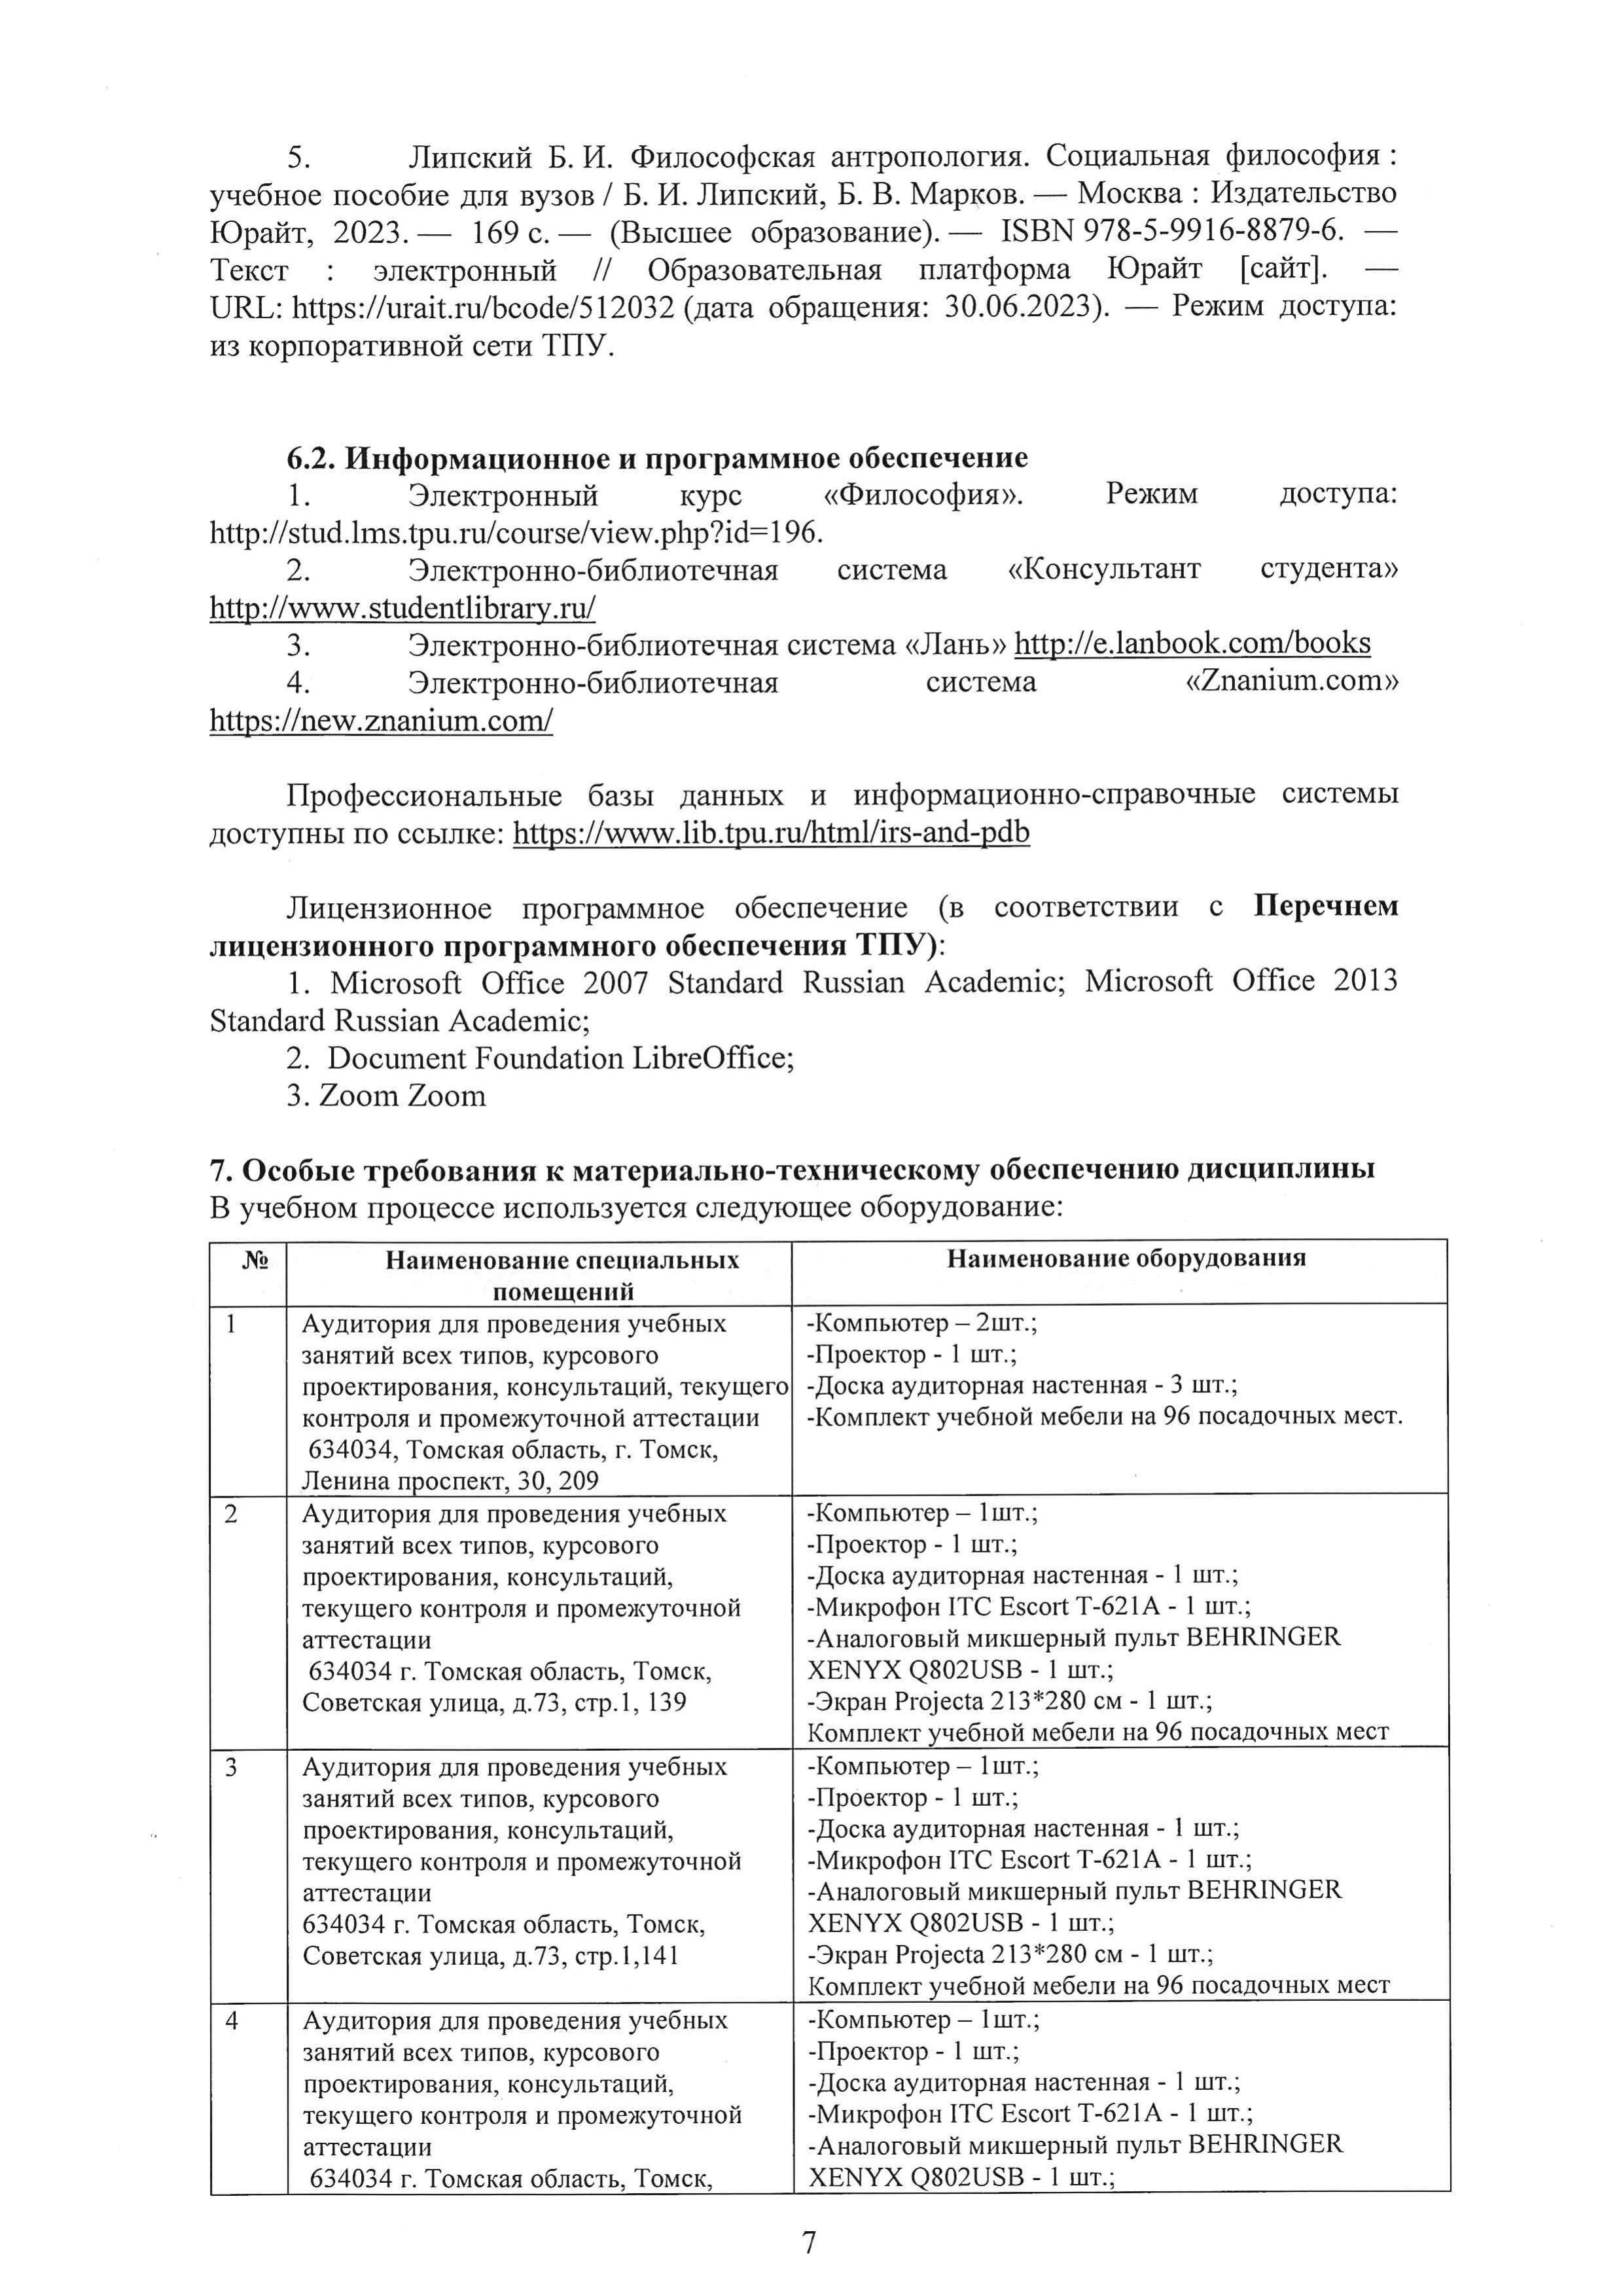 5. Липский Б. И. Философская антропология. Социальная философия :
учебное пособие для вузов / Б. И. Липский, Б. В. Марков. — Москва : Издательство
Юрайт, 2023. — 169 с. — (Высшее образование). — ISBN 978-5-9916-8879-6. —
Текст : электронный // Образовательная платформа Юрайт [сайт]. —
URL: https://urait.ru/bcode/512032 (дата обращения: 30.06.2023). — Режим доступа:
из корпоративной сети ТПУ.
6.2. Информационное и программное обеспечение
1. Электронный курс «Философия». Режим доступа:
http://stud.lms.tpu.ru/course/view.php?id=196.
2. Электронно-библиотечная система «Консультант студента»
http://www.studentlibrary.ru/
3. Электронно-библиотечная система «Лань» http://e.lanbook.com/books
4. Электронно-библиотечная система «Znanium.com»
https://new.znanium.com/
Профессиональные базы данных и информационно-справочные системы
доступны по ссылке: https://www.lib.tpu.ru/html/irs-and-pdb
Лицензионное программное обеспечение (в соответствии с Перечнем
лицензионного программного обеспечения ТПУ):
1. Microsoft Office 2007 Standard Russian Academic; Microsoft Office 2013
Standard Russian Academic;
2. Document Foundation LibreOffice;
3. Zoom Zoom
7. Особые требования к материально-техническому обеспечению дисциплины
В учебном процессе используется следующее оборудование:
№
Наименование специальных
помещений
Наименование оборудования
1
Аудитория для проведения учебных
занятий всех типов, курсового
проектирования, консультаций, текущего
контроля и промежуточной аттестации
634034, Томская область, г. Томск,
Ленина проспект, 30, 209
-Компьютер – 2шт.;
-Проектор - 1 шт.;
-Доска аудиторная настенная - 3 шт.;
-Комплект учебной мебели на 96 посадочных мест.
2
Аудитория для проведения учебных
занятий всех типов, курсового
проектирования, консультаций,
текущего контроля и промежуточной
аттестации
634034 г. Томская область, Томск,
Советская улица, д.73, стр.1, 139
-Компьютер – 1шт.;
-Проектор - 1 шт.;
-Доска аудиторная настенная - 1 шт.;
-Микрофон ITC Escort T-621A - 1 шт.;
-Аналоговый микшерный пульт BEHRINGER
XENYX Q802USB - 1 шт.;
-Экран Projecta 213*280 см - 1 шт.;
Комплект учебной мебели на 96 посадочных мест
3
Аудитория для проведения учебных
занятий всех типов, курсового
проектирования, консультаций,
текущего контроля и промежуточной
аттестации
634034 г. Томская область, Томск,
Советская улица, д.73, стр.1,141
-Компьютер – 1шт.;
-Проектор - 1 шт.;
-Доска аудиторная настенная - 1 шт.;
-Микрофон ITC Escort T-621A - 1 шт.;
-Аналоговый микшерный пульт BEHRINGER
XENYX Q802USB - 1 шт.;
-Экран Projecta 213*280 см - 1 шт.;
Комплект учебной мебели на 96 посадочных мест
4
Аудитория для проведения учебных
занятий всех типов, курсового
проектирования, консультаций,
текущего контроля и промежуточной
аттестации
634034 г. Томская область, Томск,
-Компьютер – 1шт.;
-Проектор - 1 шт.;
-Доска аудиторная настенная - 1 шт.;
-Микрофон ITC Escort T-621A - 1 шт.;
-Аналоговый микшерный пульт BEHRINGER
XENYX Q802USB - 1 шт.;
7